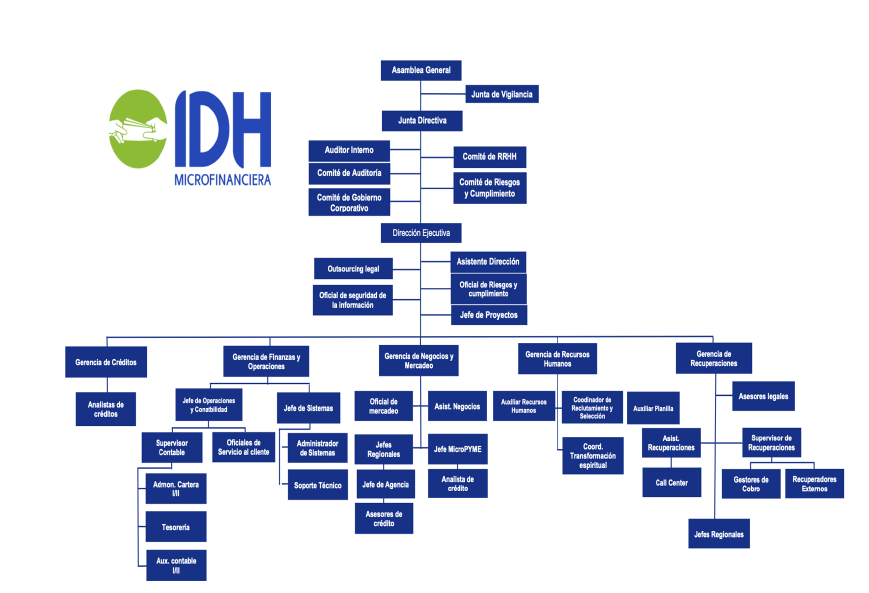 Asamblea General
Junta de Vigilancia
IDH
MICROFINANCIERA
Junta Directiva
Auditor Interno
Comité de RRHH
Comité de Auditoría
Comité de Riesgos
y Cumplimiento
Comité de Gobierno
Corporativo
Dirección Ejecutiva
Asistente Dirección
Outsourcing legal
Oficial de Riesgos y
cumplimiento
Oficial de seguridad de
la información
Jefe de Proyectos
Gerencia de Créditos
Gerencia de Finanzas y
Operaciones
Gerencia de Negocios y
Mercadeo
Gerencia de Recursos
Humanos
Gerencia de
Recuperaciones
Analistas de
créditos
Jefe de Operaciones
y Conatbilidad
Jefe de Sistemas
Oficial de
mercadeo
Asist. Negocios
Auxiliar Recursos
Humanos
Coodinador de
Reclutamiento y
Selección
Auxiliar Planilla
Asesores legales
Supervisor
Contable
Oficiales de
Servicio al cliente
Administrador
de Sistemas
Jefes
Regionales
Jefe MicroPYME
Coord.
Transformación
espiritual
Asist.
Recuperaciones
Supervisor de
Recuperaciones
Admon. Cartera
I/II
Soporte Técnico
Jefe de Agencia
Analista de
crédito
Call Center
Gestores de
Cobro
Recuperadores
Externos
Tesorería
Asesores de
crédito
Jefes Regionales
Aux. contable
I/II